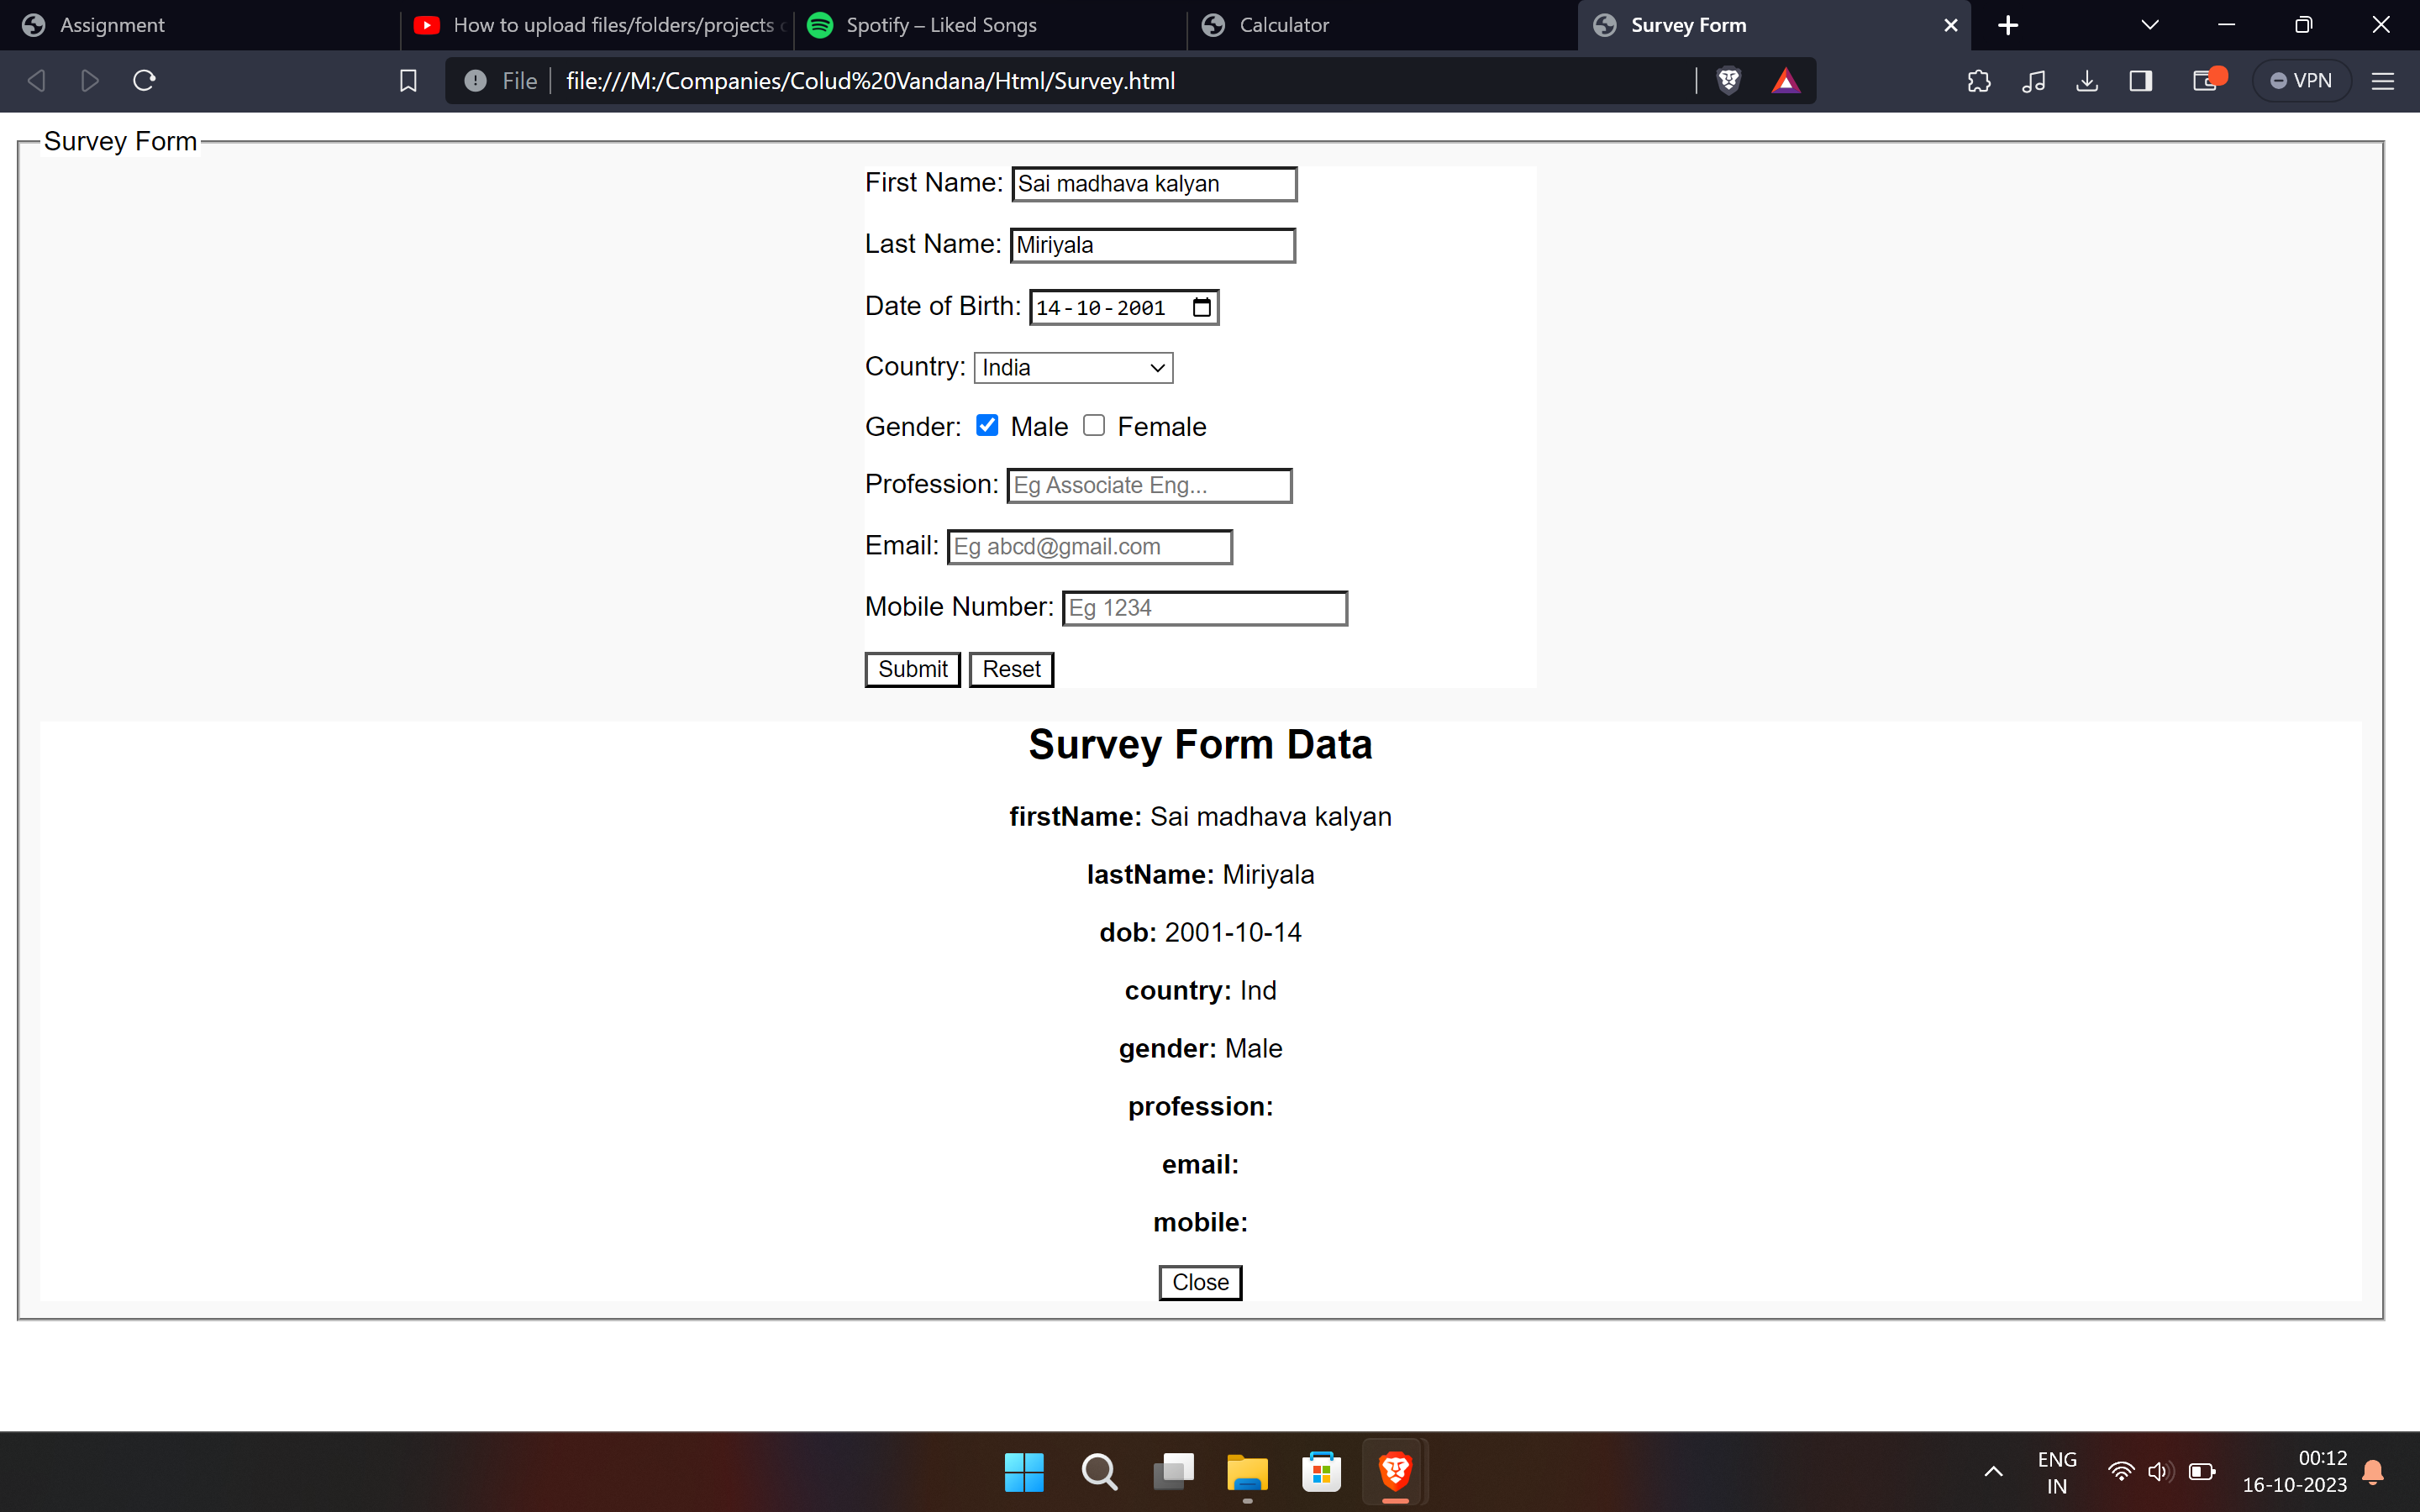 Assignment
How to upload files/folders/projects
Spotify – Liked Songs
Calculator
Survey Form
File
file:///M:/Companies/Colud%20Vandana/Html/Survey.html
VPN
Survey Form
First Name: Sai madhava kalyan
Last Name: Miriyala
Date of Birth: 14-10-2001
Country: India
Gender: Male Female
Profession: Eg Associate Eng...
Email: Eg abcd@gmail.com
Mobile Number: Eg 1234
Submit Reset
Survey Form Data
firstName: Sai madhava kalyan
lastName: Miriyala
dob: 2001-10-14
country: Ind
gender: Male
profession:
email:
mobile:
Close
ENG
IN
00:12
16-10-2023